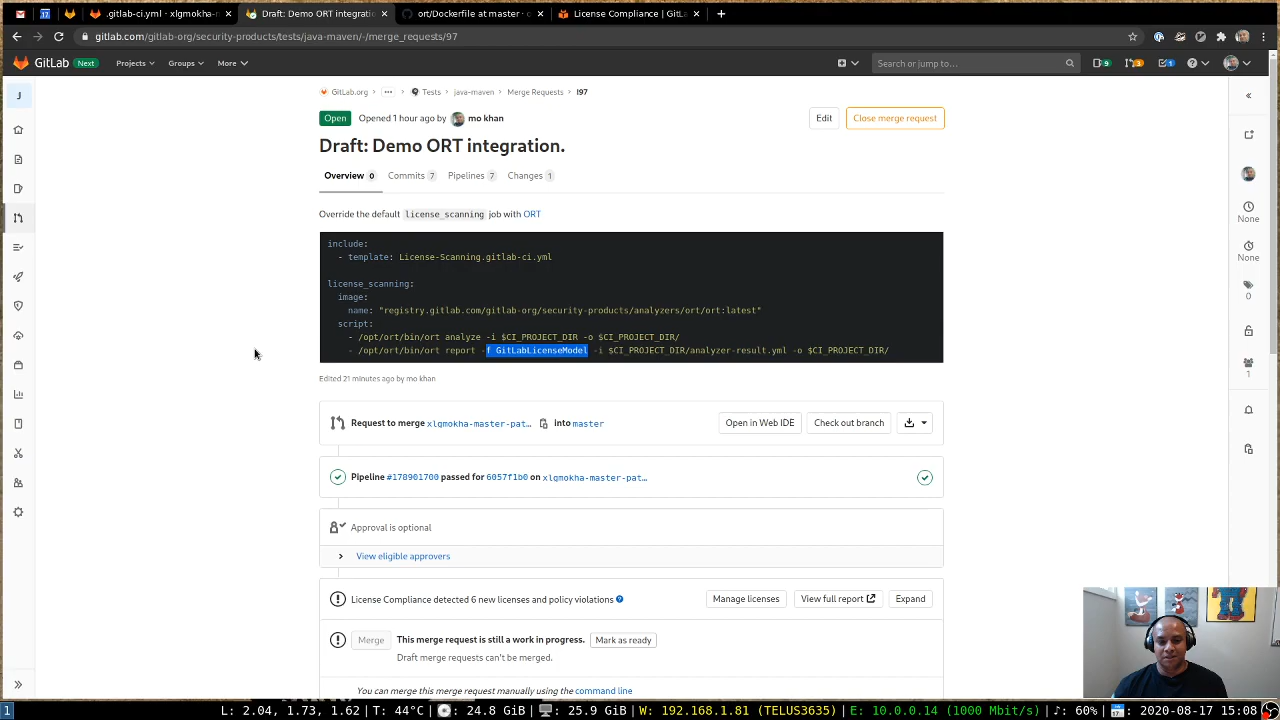 .gitlab-ci.yml · xlgmokha-m
Draft: Demo ORT integratio
ort/Dockerfile at master · o
License Compliance | GitLa
gitlab.com/gitlab-org/security-products/tests/java-maven/-/merge_requests/97
GitLab Next Projects Groups More Search or jump to... 9 3 1
J
GitLab.org Tests java-maven Merge Requests !97
Open Opened 1 hour ago by mo khan Edit Close merge request
Draft: Demo ORT integration.
Overview 0 Commits 7 Pipelines 7 Changes 1
Override the default license_scanning job with ORT
include:
- template: License-Scanning.gitlab-ci.yml
license_scanning:
image:
name: "registry.gitlab.com/gitlab-org/security-products/analyzers/ort/ort:latest"
script:
- /opt/ort/bin/ort analyze -i $CI_PROJECT_DIR -o $CI_PROJECT_DIR/
- /opt/ort/bin/ort report -f GitLabLicenseModel -i $CI_PROJECT_DIR/analyzer-result.yml -o $CI_PROJECT_DIR/
Edited 21 minutes ago by mo khan
Request to merge xlgmokha-master-pat… into master Open in Web IDE Check out branch
Pipeline #178901700 passed for 6057f1b0 on xlgmokha-master-pat…
Approval is optional
View eligible approvers
License Compliance detected 6 new licenses and policy violations Manage licenses View full report Expand
Merge This merge request is still a work in progress. Mark as ready
Draft merge requests can't be merged.
You can merge this merge request manually using the command line
None
None
0
1
1 L: 2.04, 1.73, 1.62 | T: 44°C | : 24.8 GiB | : 25.9 GiB | W: 192.168.1.81 (TELUS3635) | E: 10.0.0.14 (1000 Mbit/s) | ♪: 60% | : 2020-08-17 15:08